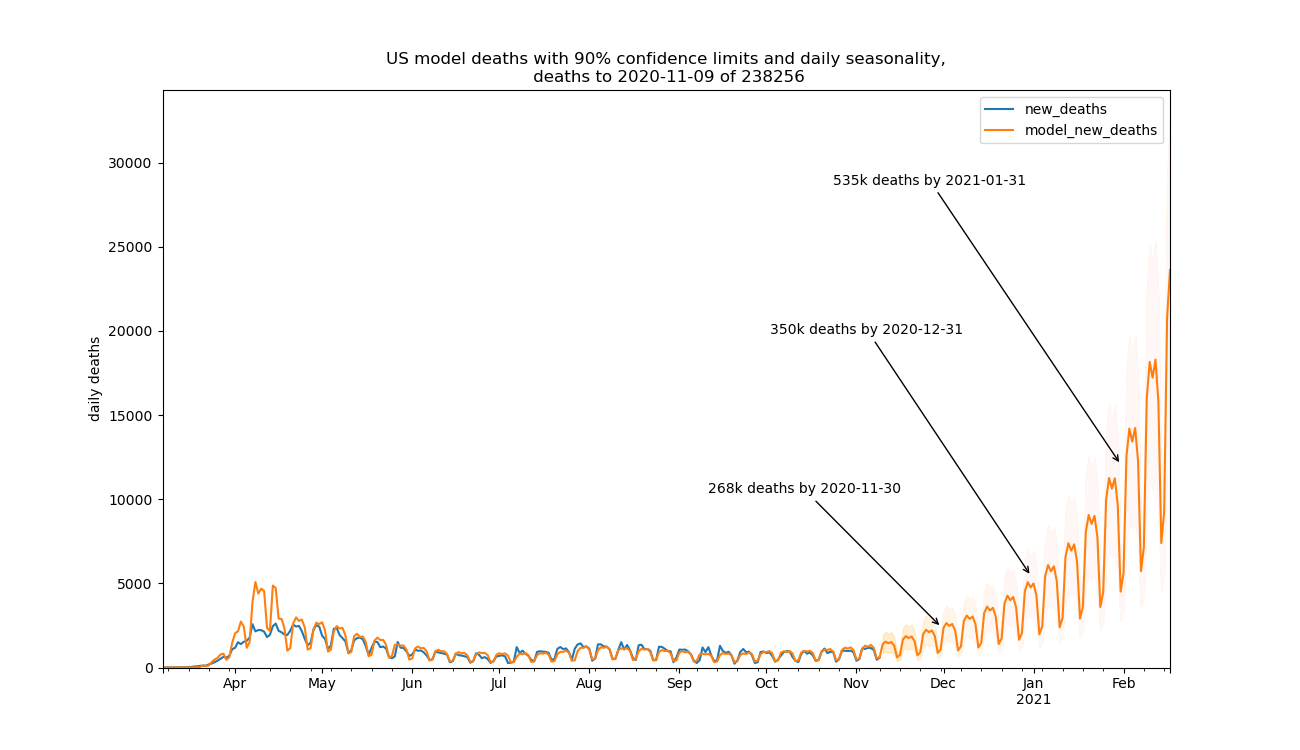 US model deaths with 90% confidence limits and daily seasonality,
deaths to 2020-11-09 of 238256
new_deaths
model_new_deaths
535k deaths by 2021-01-31
350k deaths by 2020-12-31
268k deaths by 2020-11-30
daily deaths
30000
25000
20000
15000
10000
5000
0
Apr May Jun Jul Aug Sep Oct Nov Dec Jan Feb
2021